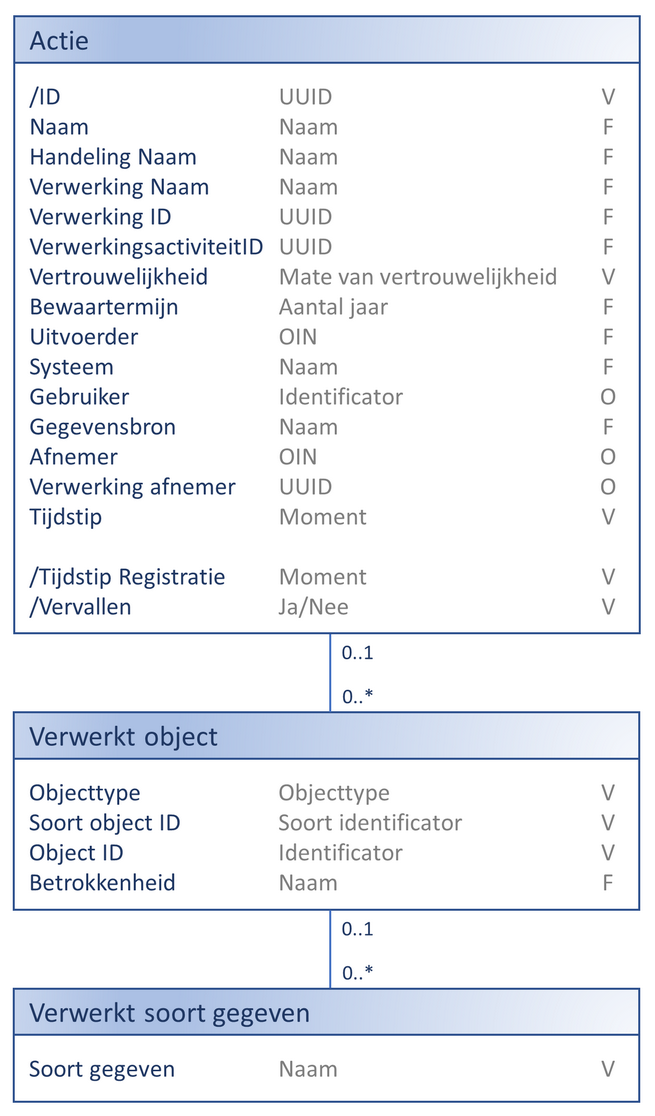 Actie
/ID UUID V
Naam Naam F
Handeling Naam Naam F
Verwerking Naam Naam F
Verwerking ID UUID F
VerwerkingsactiviteitID UUID F
Vertrouwelijkheid Mate van vertrouwelijkheid V
Bewaartermijn Aantal jaar F
Uitvoerder OIN F
Systeem Naam F
Gebruiker Identificator O
Gegevensbron Naam F
Afnemer OIN O
Verwerking afnemer UUID O
Tijdstip Moment V
/Tijdstip Registratie Moment V
/Vervallen Ja/Nee V
0..1
0..*
Verwerkt object
Objecttype Objecttype V
Soort object ID Soort identificator V
Object ID Identificator V
Betrokkenheid Naam F
0..1
0..*
Verwerkt soort gegeven
Soort gegeven Naam V